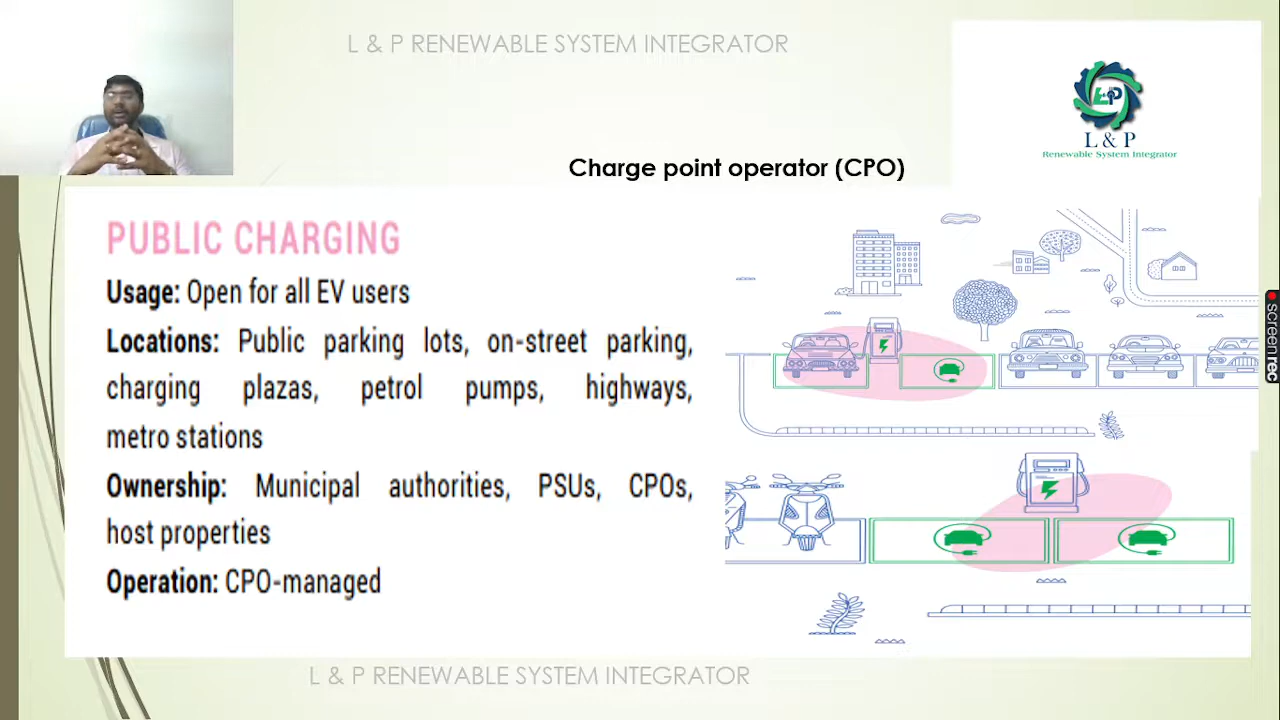 L & P RENEWABLE SYSTEM INTEGRATOR
L & P
L & P
Renewable System Integrator
Charge point operator (CPO)
PUBLIC CHARGING
Usage: Open for all EV users
Locations: Public parking lots, on-street parking,
charging plazas, petrol pumps, highways,
metro stations
Ownership: Municipal authorities, PSUs, CPOs,
host properties
Operation: CPO-managed
L & P RENEWABLE SYSTEM INTEGRATOR
screenrec